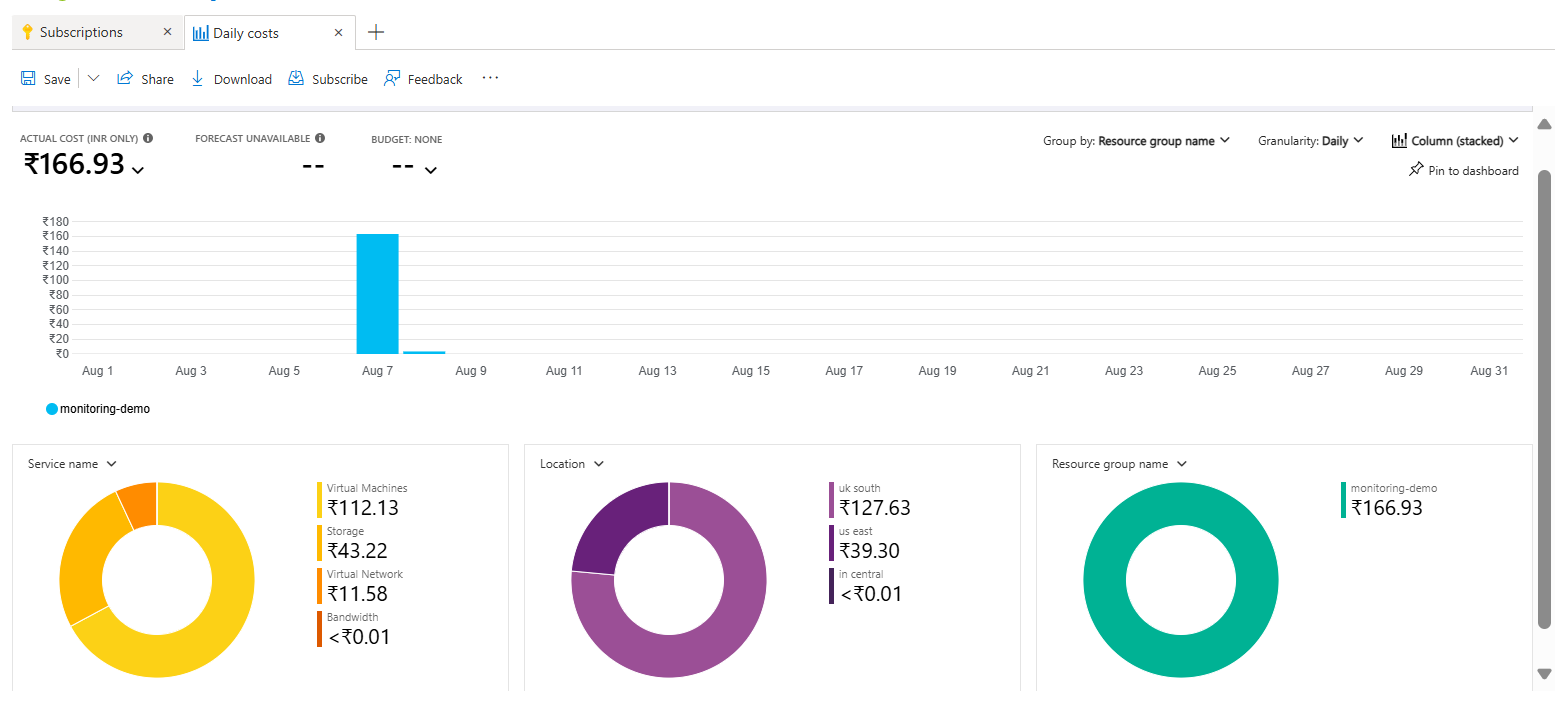 Subscriptions × Daily costs ×
Save Share Download Subscribe Feedback ...
ACTUAL COST (INR ONLY) FORECAST UNAVAILABLE BUDGET: NONE
₹166.93 -- --
Group by: Resource group name Granularity: Daily Column (stacked)
Pin to dashboard
₹180
₹160
₹140
₹120
₹100
₹80
₹60
₹40
₹20
₹0
Aug 1 Aug 3 Aug 5 Aug 7 Aug 9 Aug 11 Aug 13 Aug 15 Aug 17 Aug 19 Aug 21 Aug 23 Aug 25 Aug 27 Aug 29 Aug 31
monitoring-demo
Service name
Virtual Machines
₹112.13
Storage
₹43.22
Virtual Network
₹11.58
Bandwidth
<₹0.01
Location
uk south
₹127.63
us east
₹39.30
in central
<₹0.01
Resource group name
monitoring-demo
₹166.93